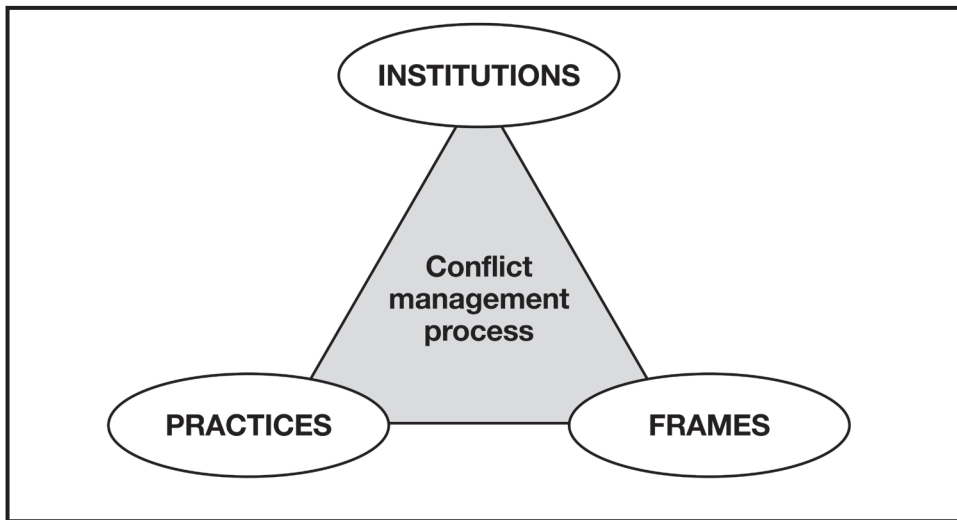 INSTITUTIONS
Conflict
management
process
PRACTICES
FRAMES